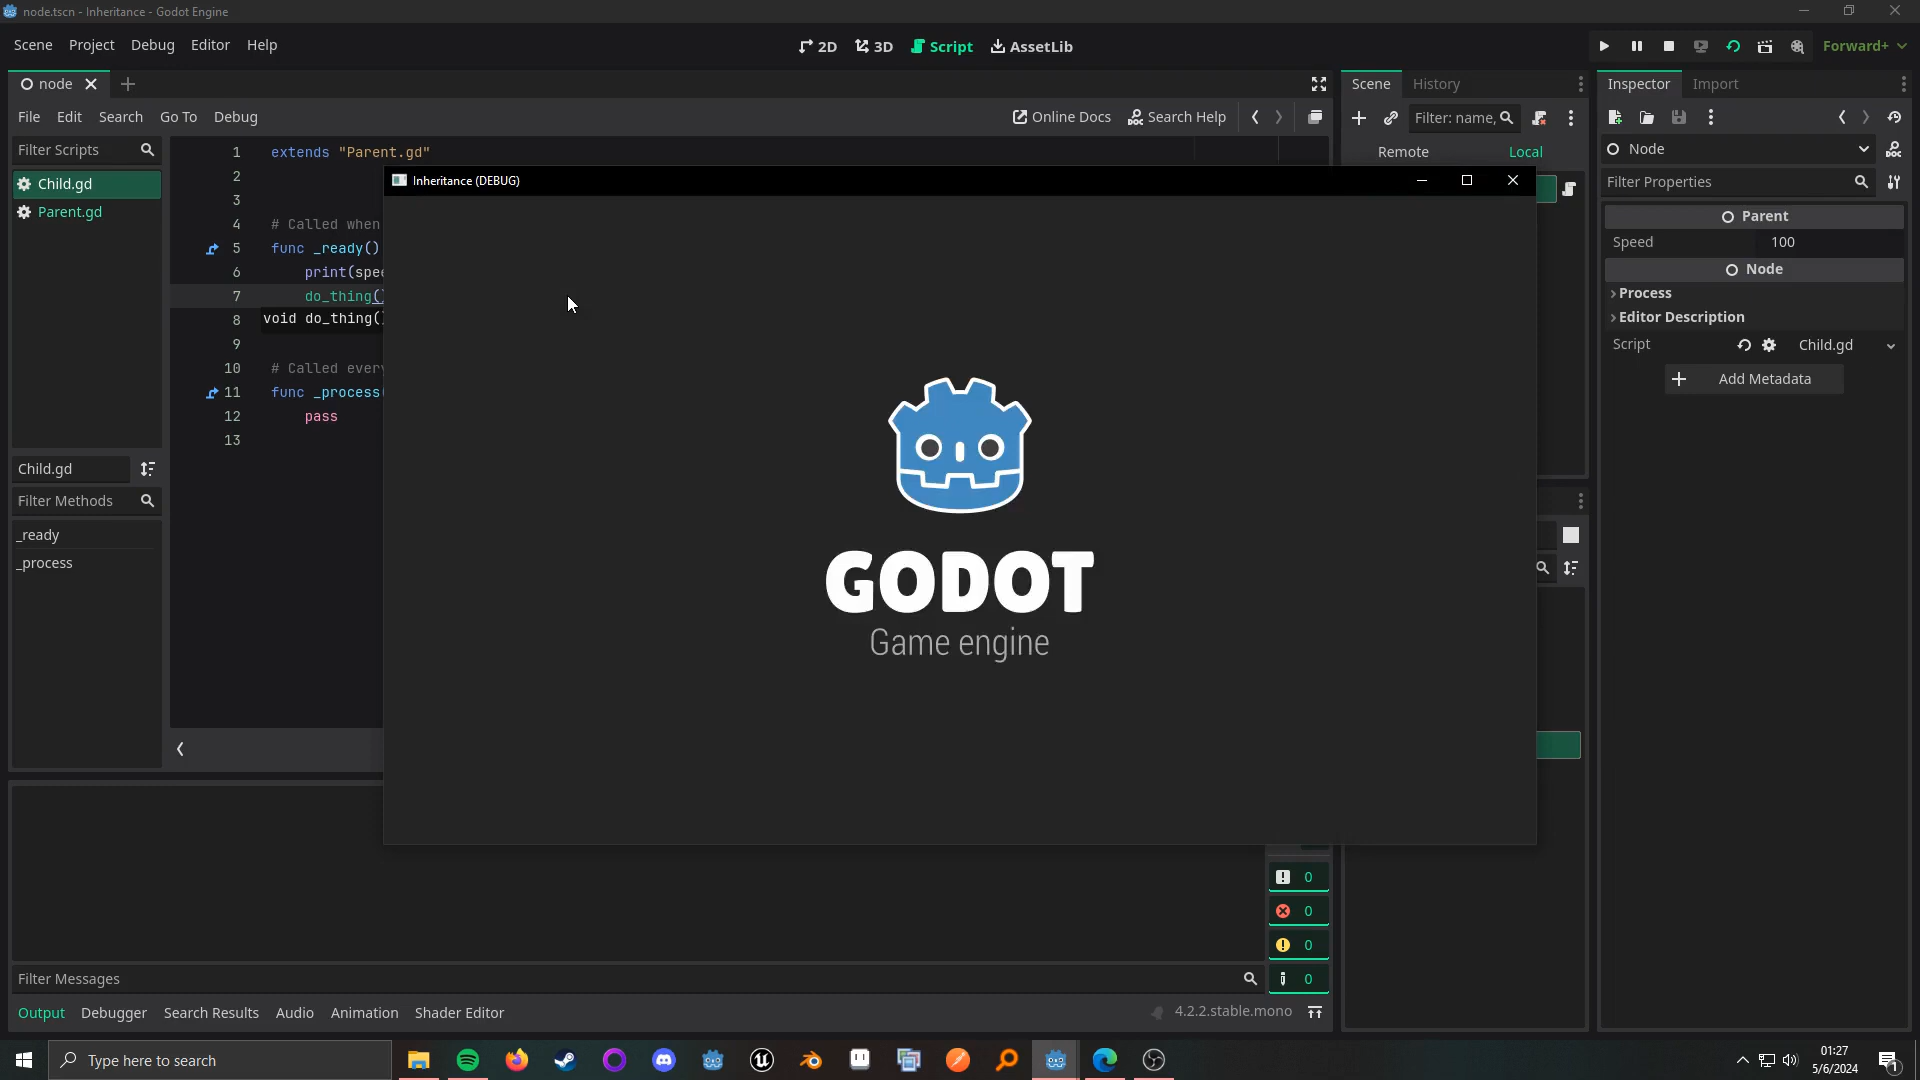 node.tscn - Inheritance - Godot Engine
Scene Project Debug Editor Help
2D 3D Script AssetLib
Forward+
node
Scene History
Inspector Import
File Edit Search Go To Debug
Online Docs Search Help
Filter: name,
Node
Filter Scripts
Remote Local
Filter Properties
Child.gd
Parent.gd
1 extends "Parent.gd"
2
3
4 # Called when
5 func _ready()
6 print(spee
7 do_thing()
8 void do_thing()
9
10 # Called every
11 func _process(
12 pass
13
Inheritance (DEBUG)
GODOT
Game engine
Parent
Speed 100
Node
Process
Editor Description
Script Child.gd
Add Metadata
Child.gd
Filter Methods
_ready
_process
0
0
0
0
Filter Messages
Output Debugger Search Results Audio Animation Shader Editor
4.2.2.stable.mono
Type here to search
01:27
5/6/2024
1